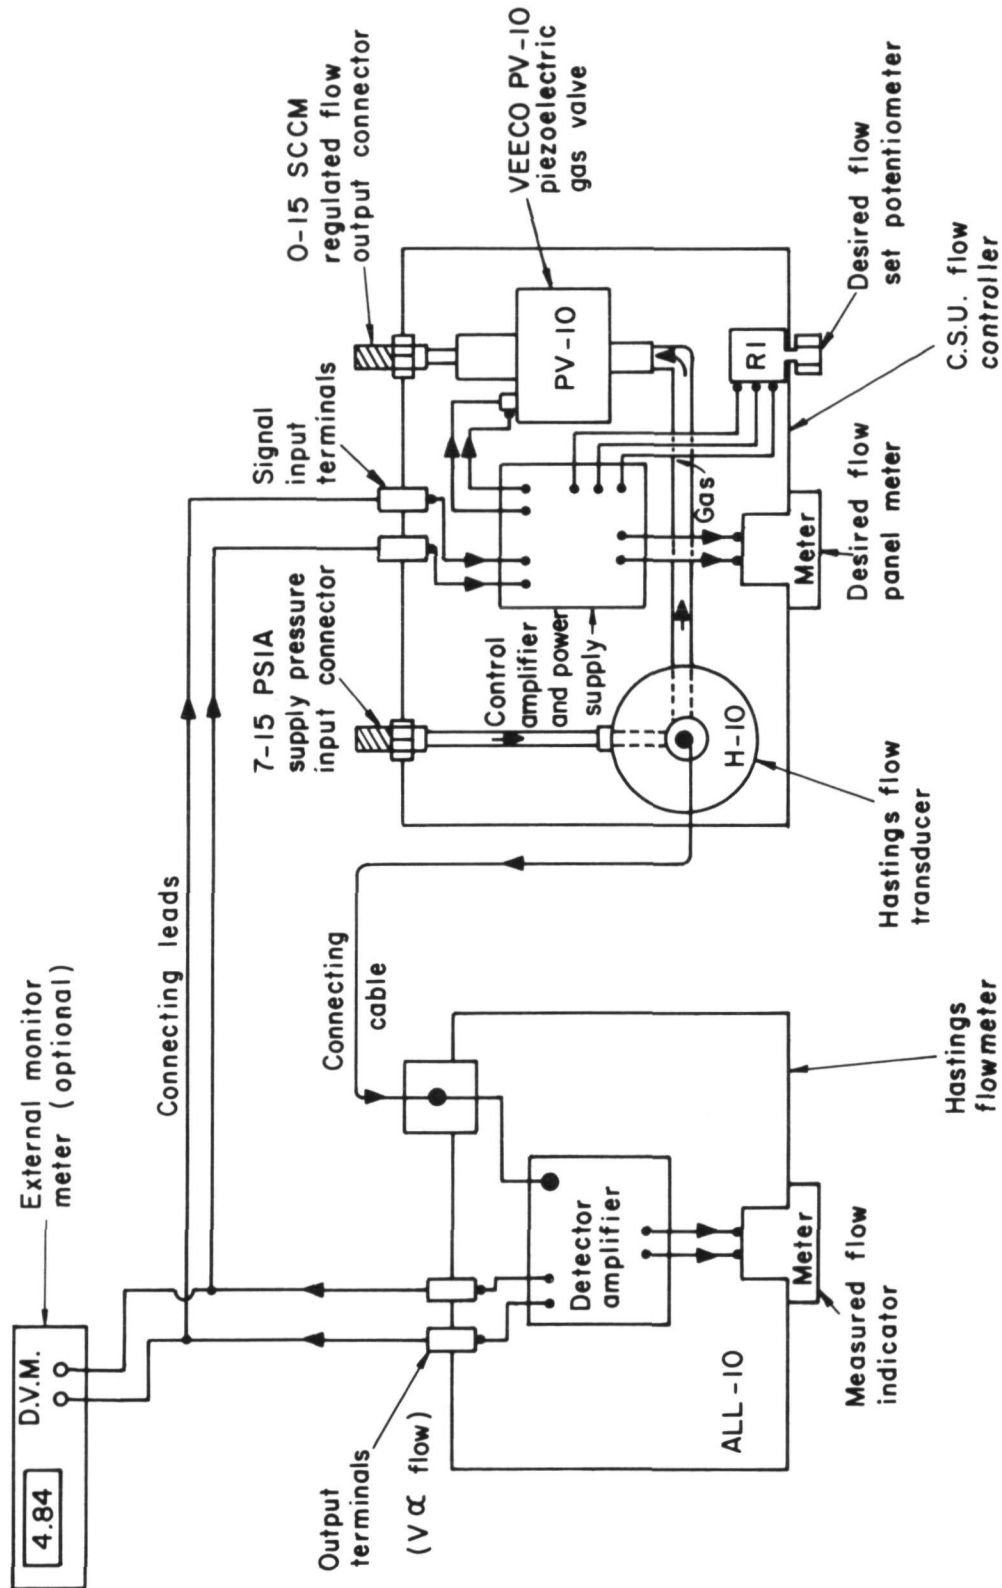 External monitor
meter (optional)
D.V.M.
4.84
Connecting leads
Output
terminals
(V α flow)
Connecting
cable
Detector
amplifier
ALL-10
Meter
Measured flow
indicator
Hastings
flowmeter
7-15 PSIA
supply pressure
input connector
Signal
input
terminals
0-15 SCCM
regulated flow
output connector
VEECO PV-10
piezoelectric
gas valve
Control
amplifier
and power
supply
PV-10
Gas
H-10
R1
Meter
Hastings flow
transducer
Desired flow
panel meter
C.S.U. flow
controller
Desired flow
set potentiometer